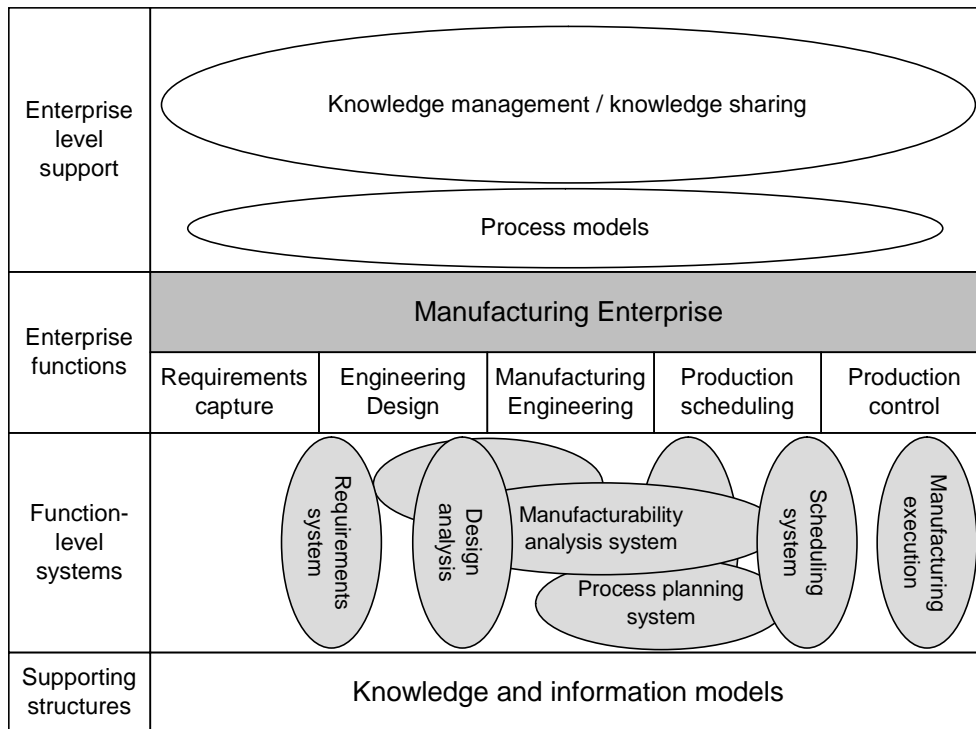 Enterprise
level
support
Knowledge management / knowledge sharing
Process models
Enterprise
functions
Manufacturing Enterprise
Requirements
capture
Engineering
Design
Manufacturing
Engineering
Production
scheduling
Production
control
Function-
level
systems
Requirements
system
Design
analysis
Manufacturability
analysis system
Process planning
system
Scheduling
system
Manufacturing
execution
Supporting
structures
Knowledge and information models